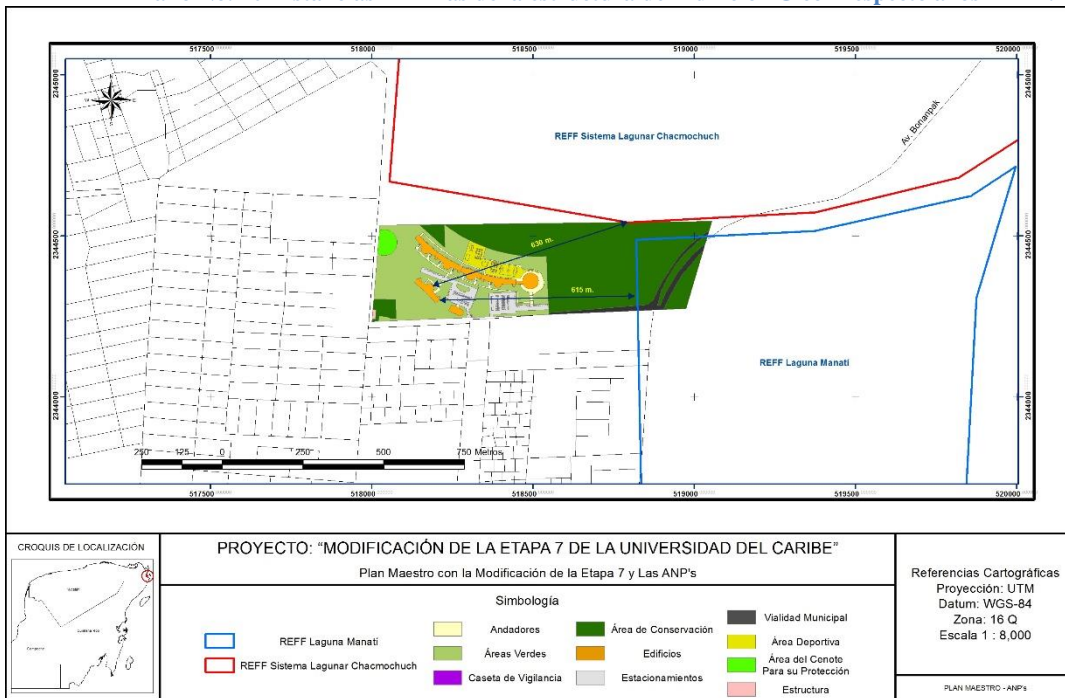 517500 518000 518500 519000 519500 520000
2345000
2345000
REFF Sistema Lagunar Chacmochuch
Av. Bonanpak
2344500
2344500
630 m.
615 m.
REFF Laguna Manatí
2344000
2344000
250 125 0 250 500 750 Metros
517500 518000 518500 519000 519500 520000
CROQUIS DE LOCALIZACIÓN
PROYECTO: “MODIFICACIÓN DE LA ETAPA 7 DE LA UNIVERSIDAD DEL CARIBE”
Plan Maestro con la Modificación de la Etapa 7 y Las ANP's
Simbología
REFF Laguna Manatí
REFF Sistema Lagunar Chacmochuch
Andadores
Áreas Verdes
Caseta de Vigilancia
Área de Conservación
Edificios
Estacionamientos
Vialidad Municipal
Área Deportiva
Área del Cenote
Para su Protección
Estructura
Referencias Cartográficas
Proyección: UTM
Datum: WGS-84
Zona: 16 Q
Escala 1 : 8,000
PLAN MAESTRO - ANP's